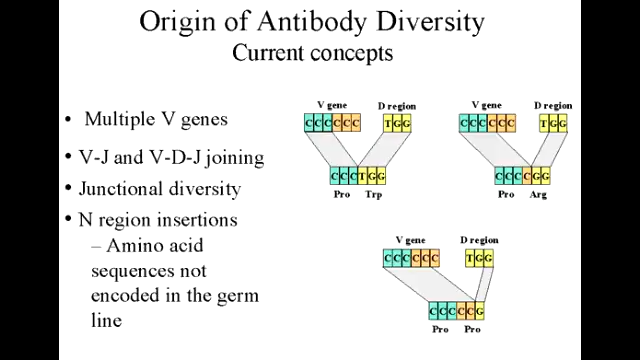 Origin of Antibody Diversity
Current concepts
• Multiple V genes
• V-J and V-D-J joining
• Junctional diversity
• N region insertions
– Amino acid
sequences not
encoded in the germ
line
V gene D region
CCCCCC TGG
CCCTGG
Pro Trp
V gene D region
CCCCCC TGG
CCCCGG
Pro Arg
V gene D region
CCCCCC TGG
CCCCCG
Pro Pro